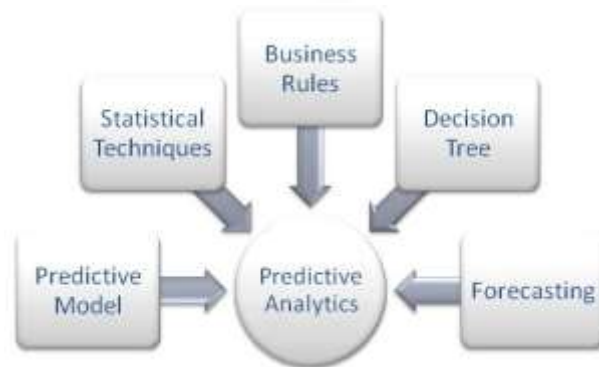 Business
Rules
Statistical
Techniques
Decision
Tree
Predictive
Model
Predictive
Analytics
Forecasting